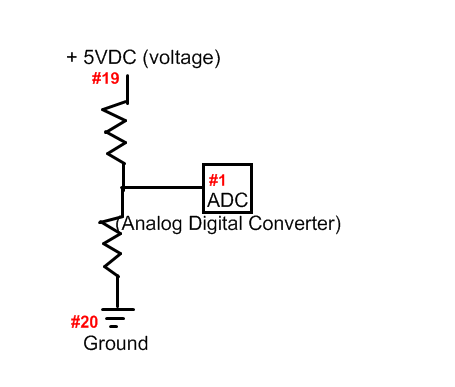 + 5VDC (voltage)
#19
#1
ADC
(Analog Digital Converter)
#20
Ground